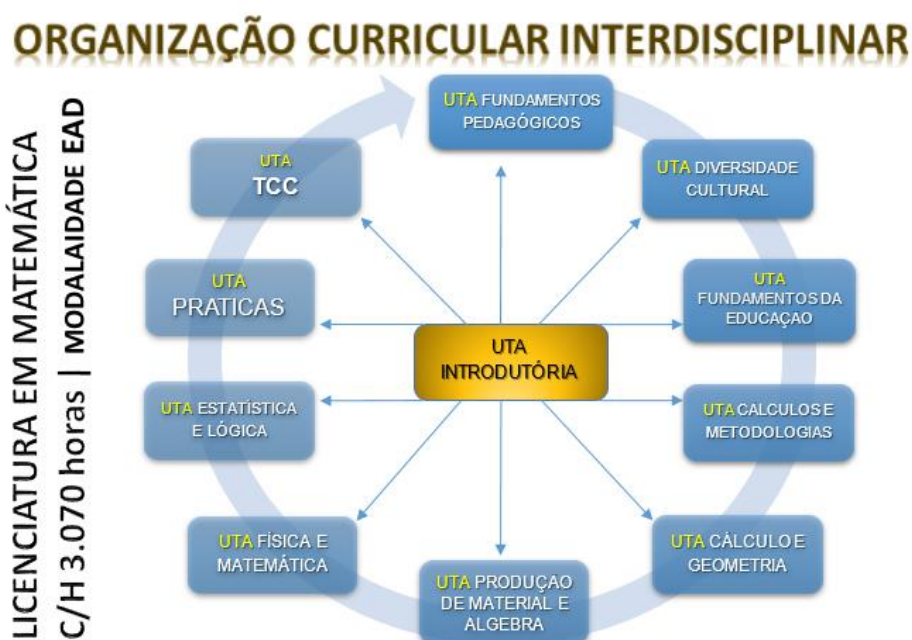 ORGANIZAÇÃO CURRICULAR INTERDISCIPLINAR
LICENCIATURA EM MATEMÁTICA
C/H 3.070 horas | MODALAIDADE EAD
UTA FUNDAMENTOS
PEDAGÓGICOS
UTA DIVERSIDADE
CULTURAL
UTA
FUNDAMENTOS DA
EDUCAÇAO
UTA CALCULOS E
METODOLOGIAS
UTA CÁLCULO E
GEOMETRIA
UTA PRODUÇAO
DE MATERIAL E
ALGEBRA
UTA FÍSICA E
MATEMÁTICA
UTA ESTATÍSTICA
E LÓGICA
UTA
PRATICAS
UTA
TCC
UTA
INTRODUTÓRIA